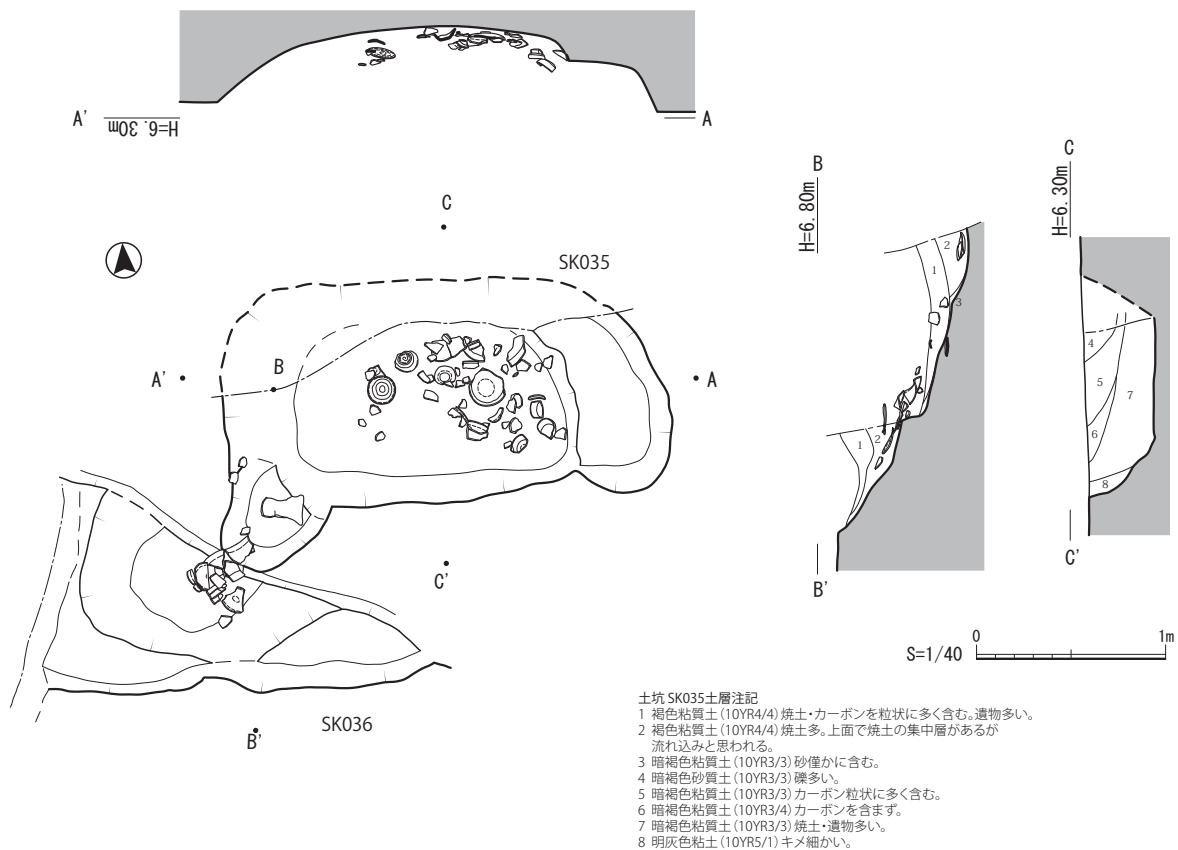 A'
H=6.30m
A
B
H=6.80m
C
H=6.30m
C
SK035
B
A'
A
1
2
3
1
2
4
5
6
7
8
C'
B'
C'
SK036
B'
0 1m
S=1/40
土坑 SK035土層注記
1 褐色粘質土(10YR4/4)焼土・カーボンを粒状に多く含む。遺物多い。
2 褐色粘質土(10YR4/4)焼土多。上面で焼土の集中層があるが
流れ込みと思われる。
3 暗褐色粘質土(10YR3/3)砂僅かに含む。
4 暗褐色砂質土(10YR3/3)礫多い。
5 暗褐色粘質土(10YR3/3)カーボン粒状に多く含む。
6 暗褐色粘質土(10YR3/4)カーボンを含まず。
7 暗褐色粘質土(10YR3/3)焼土・遺物多い。
8 明灰色粘土(10YR5/1)キメ細かい。